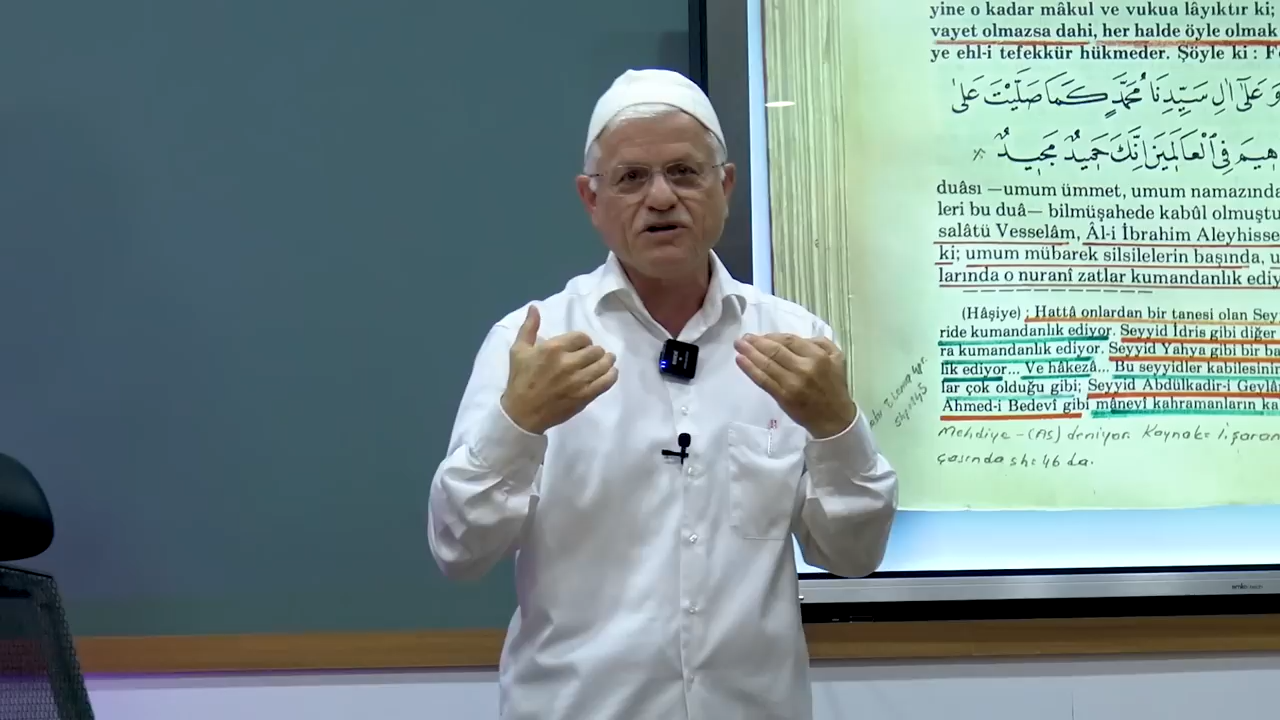 yine o kadar mâkul ve vukua lâyıktır ki;
vayet olmazsa dahi, her halde öyle olmak
ye ehl-i tefekkür hükmeder. Şöyle ki :
وَعَلَىٰ اٰلِ سَيِّدِنَا مُحَمَّدٍ كَمَا صَلَّيْتَ عَلٰى
فِى الْعَالَمِينَ اِنَّكَ حَمِيدٌ مَجِيدٌ
duâsı —umum ümmet, umum namazında
leri bu duâ— bilmüşahede kabûl olmuştu
salâtü Vesselâm, Âl-i İbrahim Aleyhisse
ki; umum mübarek silsilelerin başında, u
larında o nuranî zatlar kumandanlık ediy
(Hâşiye) : Hattâ onlardan bir tanesi olan Sey
ride kumandanlık ediyor. Seyyid İdris gibi diğer
ra kumandanlık ediyor. Seyyid Yahya gibi bir ba
lık ediyor... Ve hâkezâ... Bu seyyidler kabilesinin
lar çok olduğu gibi; Seyyid Abdülkadir-i Geylâ
Ahmed-i Bedevî gibi mânevî kahramanların ka
Mehdiye -(AS) deniyor. Kaynak: İşaran
çasında sh: 46 da.